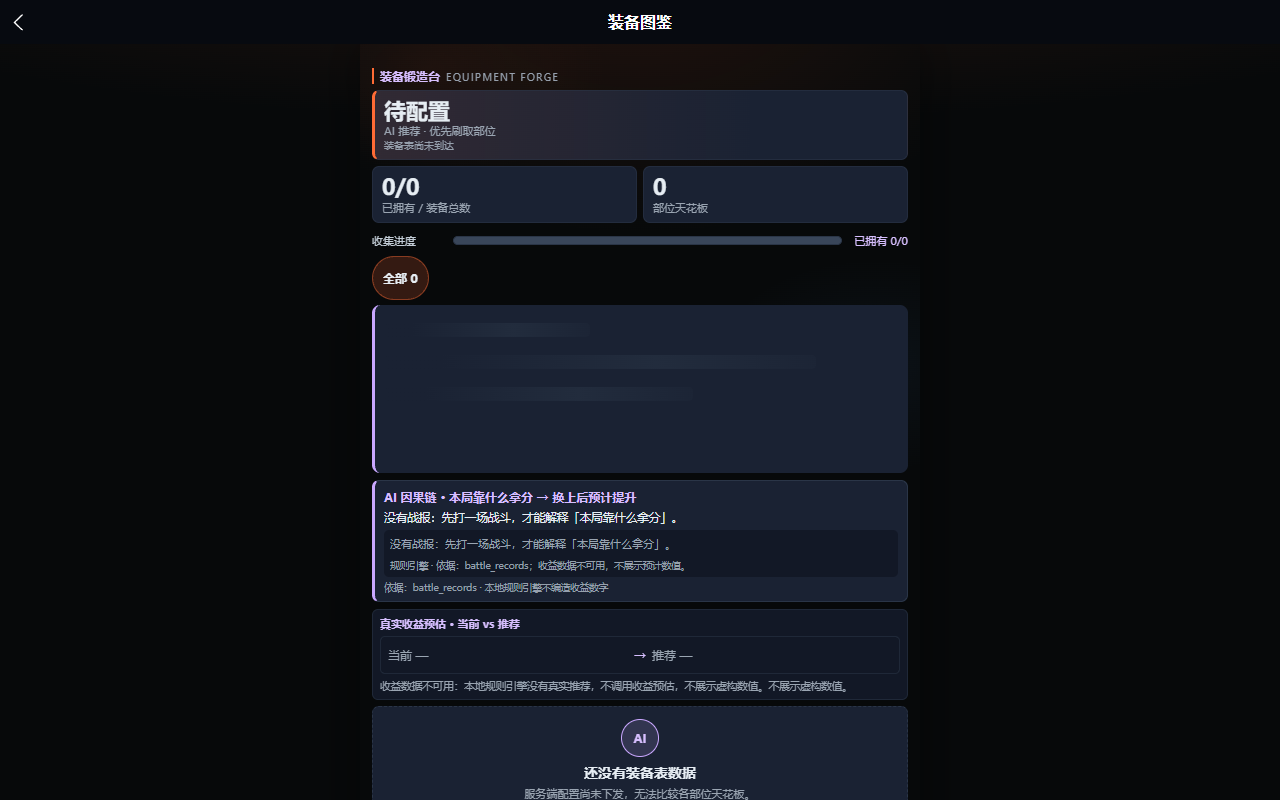 装备图鉴
装备锻造台 EQUIPMENT FORGE
待配置
AI 推荐 · 优先刷取部位
装备表尚未到达
0/0
已拥有 / 装备总数
0
部位天花板
收集进度
已拥有 0/0
全部 0
AI 因果链 • 本局靠什么拿分 → 换上后预计提升
没有战报：先打一场战斗，才能解释「本局靠什么拿分」。
没有战报：先打一场战斗，才能解释「本局靠什么拿分」。
规则引擎 · 依据：battle_records；收益数据不可用，不展示预计数值。
依据：battle_records · 本地规则引擎不编造收益数字
真实收益预估 • 当前 vs 推荐
当前 —
→ 推荐 —
收益数据不可用：本地规则引擎没有真实推荐，不调用收益预估，不展示虚构数值。不展示虚构数值。
AI
还没有装备表数据
服务端配置尚未下发，无法比较各部位天花板。